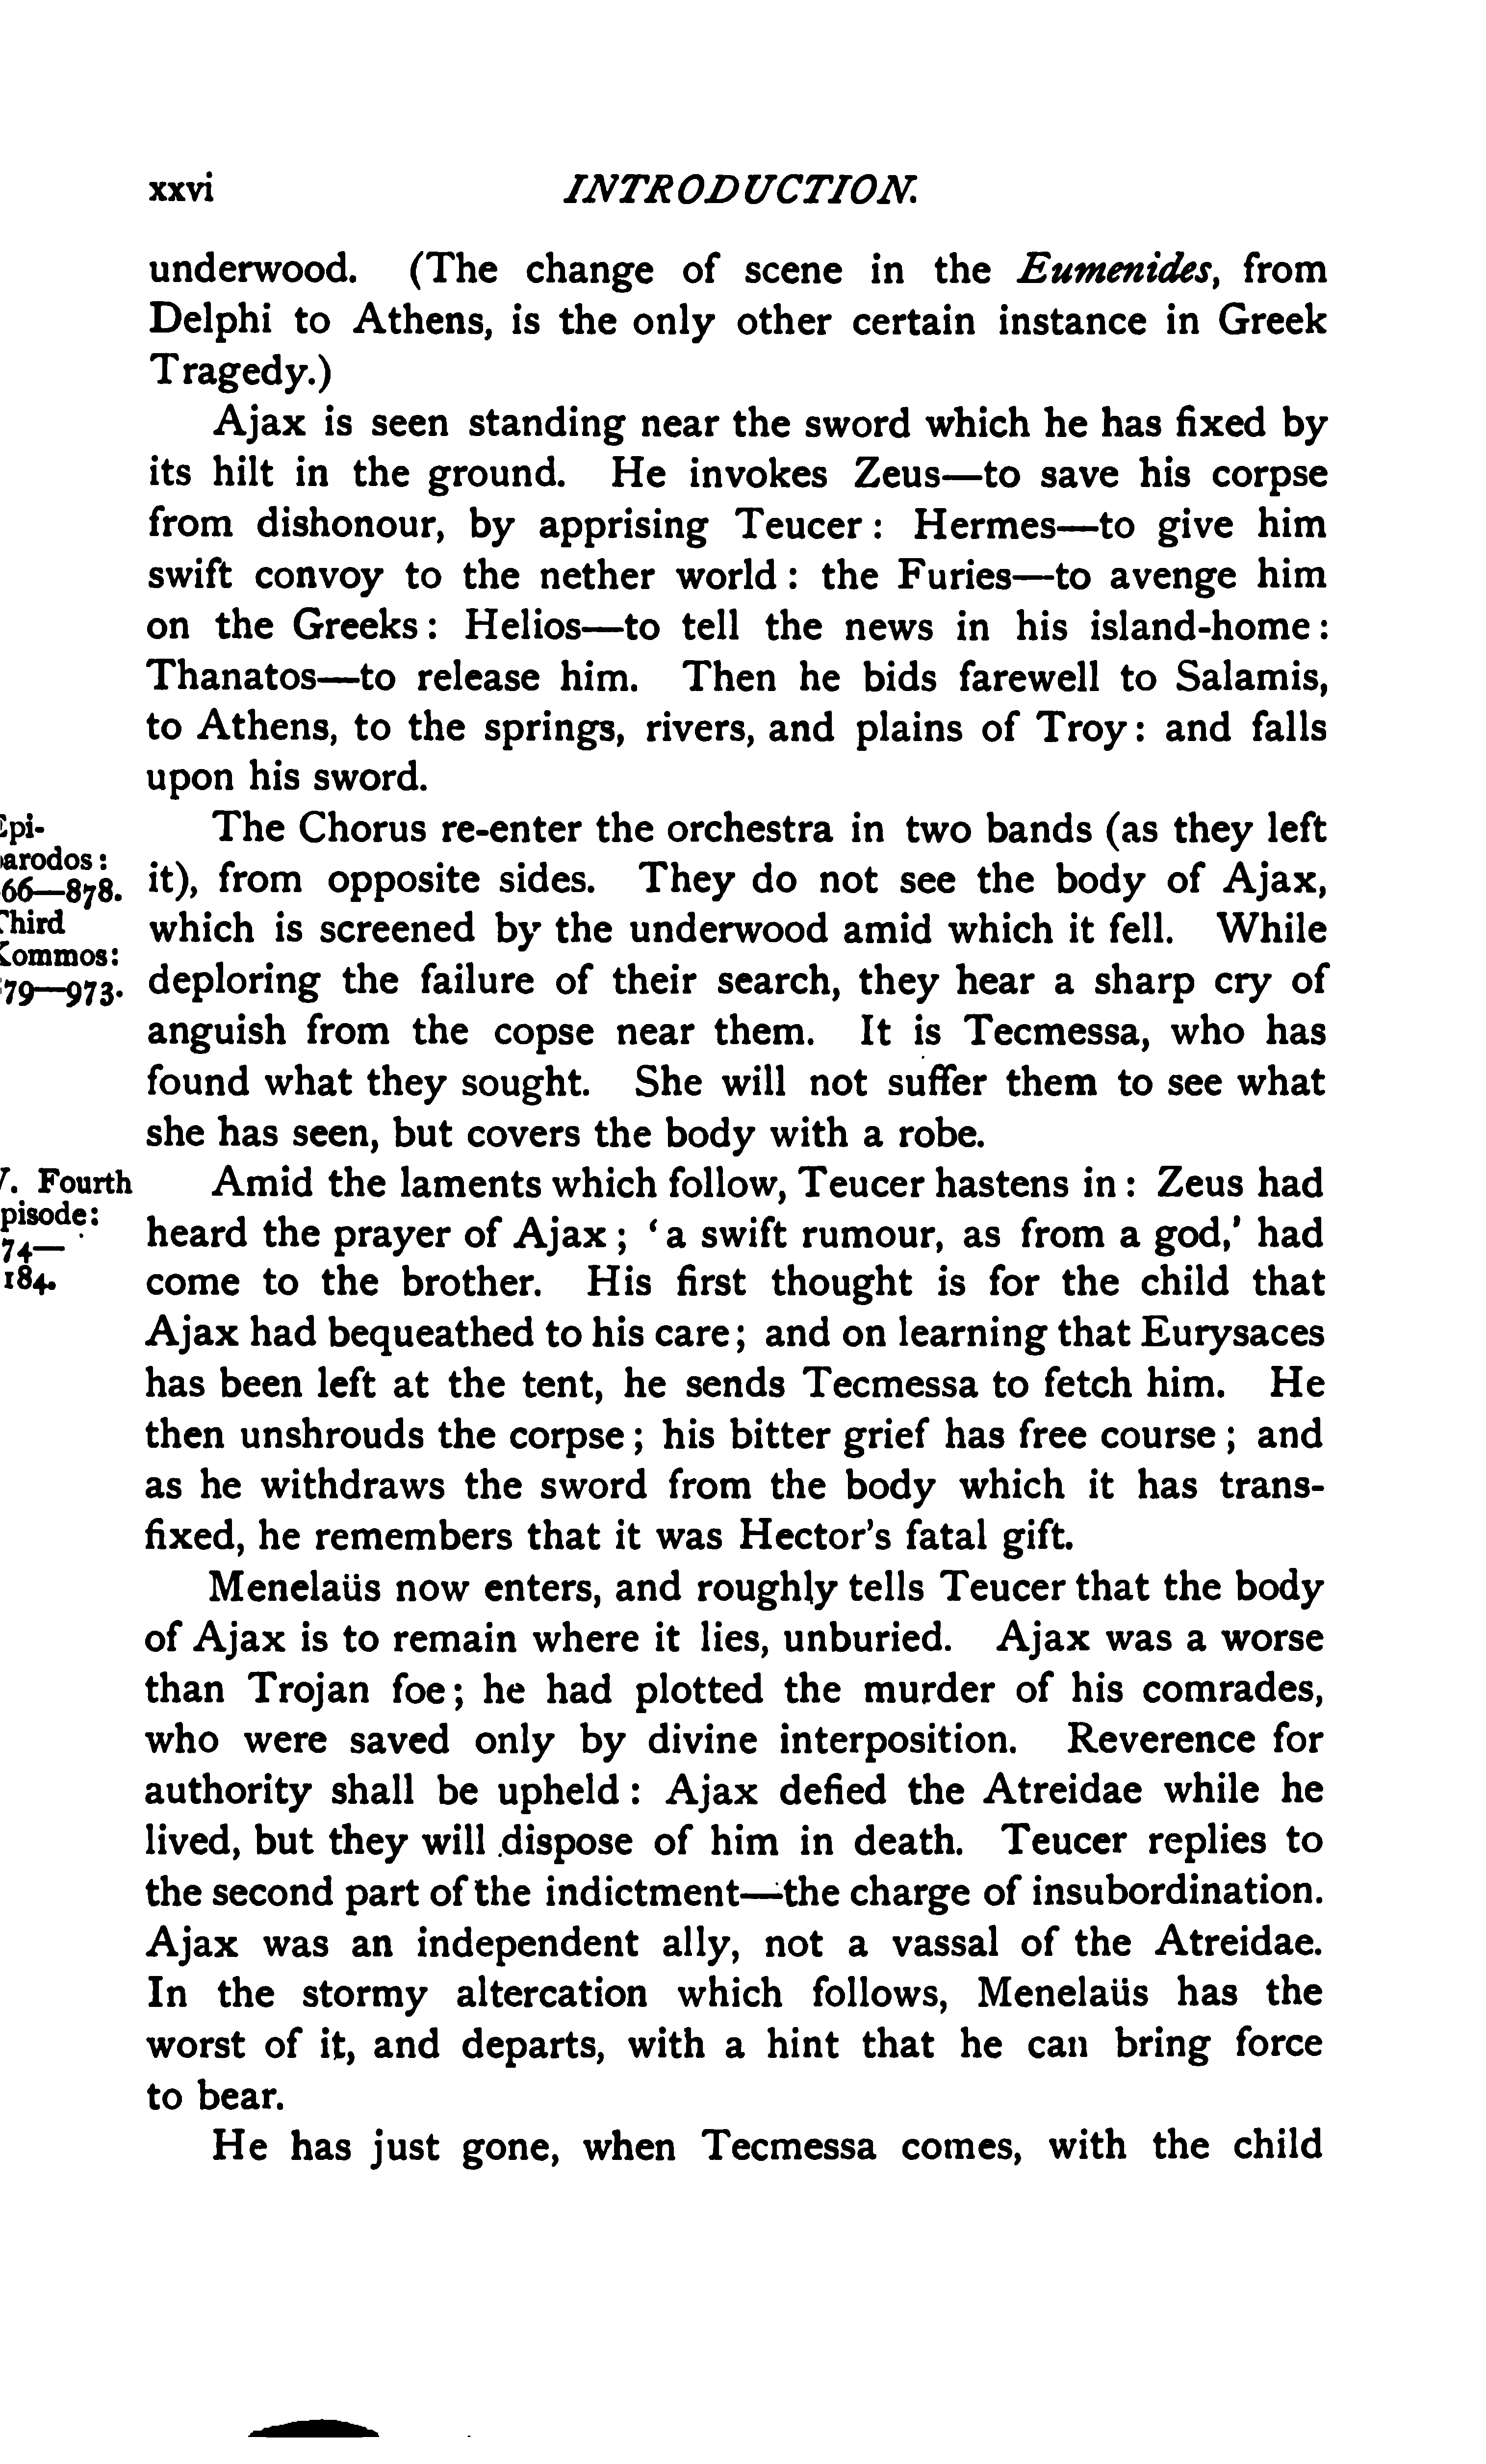 xxvi INTRODUCTION.
underwood. (The change of scene in the Eumenides, from
Delphi to Athens, is the only other certain instance in Greek
Tragedy.)
Ajax is seen standing near the sword which he has fixed by
its hilt in the ground. He invokes Zeus—to save his corpse
from dishonour, by apprising Teucer: Hermes—to give him
swift convoy to the nether world: the Furies—to avenge him
on the Greeks: Helios—to tell the news in his island-home:
Thanatos—to release him. Then he bids farewell to Salamis,
to Athens, to the springs, rivers, and plains of Troy: and falls
upon his sword.
pi-
arodos:
66—878.
hird
ommos:
79—973.
The Chorus re-enter the orchestra in two bands (as they left
it), from opposite sides. They do not see the body of Ajax,
which is screened by the underwood amid which it fell. While
deploring the failure of their search, they hear a sharp cry of
anguish from the copse near them. It is Tecmessa, who has
found what they sought. She will not suffer them to see what
she has seen, but covers the body with a robe.
. Fourth
pisode:
74—
184.
Amid the laments which follow, Teucer hastens in: Zeus had
heard the prayer of Ajax; ‘a swift rumour, as from a god,’ had
come to the brother. His first thought is for the child that
Ajax had bequeathed to his care; and on learning that Eurysaces
has been left at the tent, he sends Tecmessa to fetch him. He
then unshrouds the corpse; his bitter grief has free course; and
as he withdraws the sword from the body which it has trans-
fixed, he remembers that it was Hector’s fatal gift.
Menelaüs now enters, and roughly tells Teucer that the body
of Ajax is to remain where it lies, unburied. Ajax was a worse
than Trojan foe; he had plotted the murder of his comrades,
who were saved only by divine interposition. Reverence for
authority shall be upheld: Ajax defied the Atreidae while he
lived, but they will dispose of him in death. Teucer replies to
the second part of the indictment—the charge of insubordination.
Ajax was an independent ally, not a vassal of the Atreidae.
In the stormy altercation which follows, Menelaüs has the
worst of it, and departs, with a hint that he can bring force
to bear.
He has just gone, when Tecmessa comes, with the child